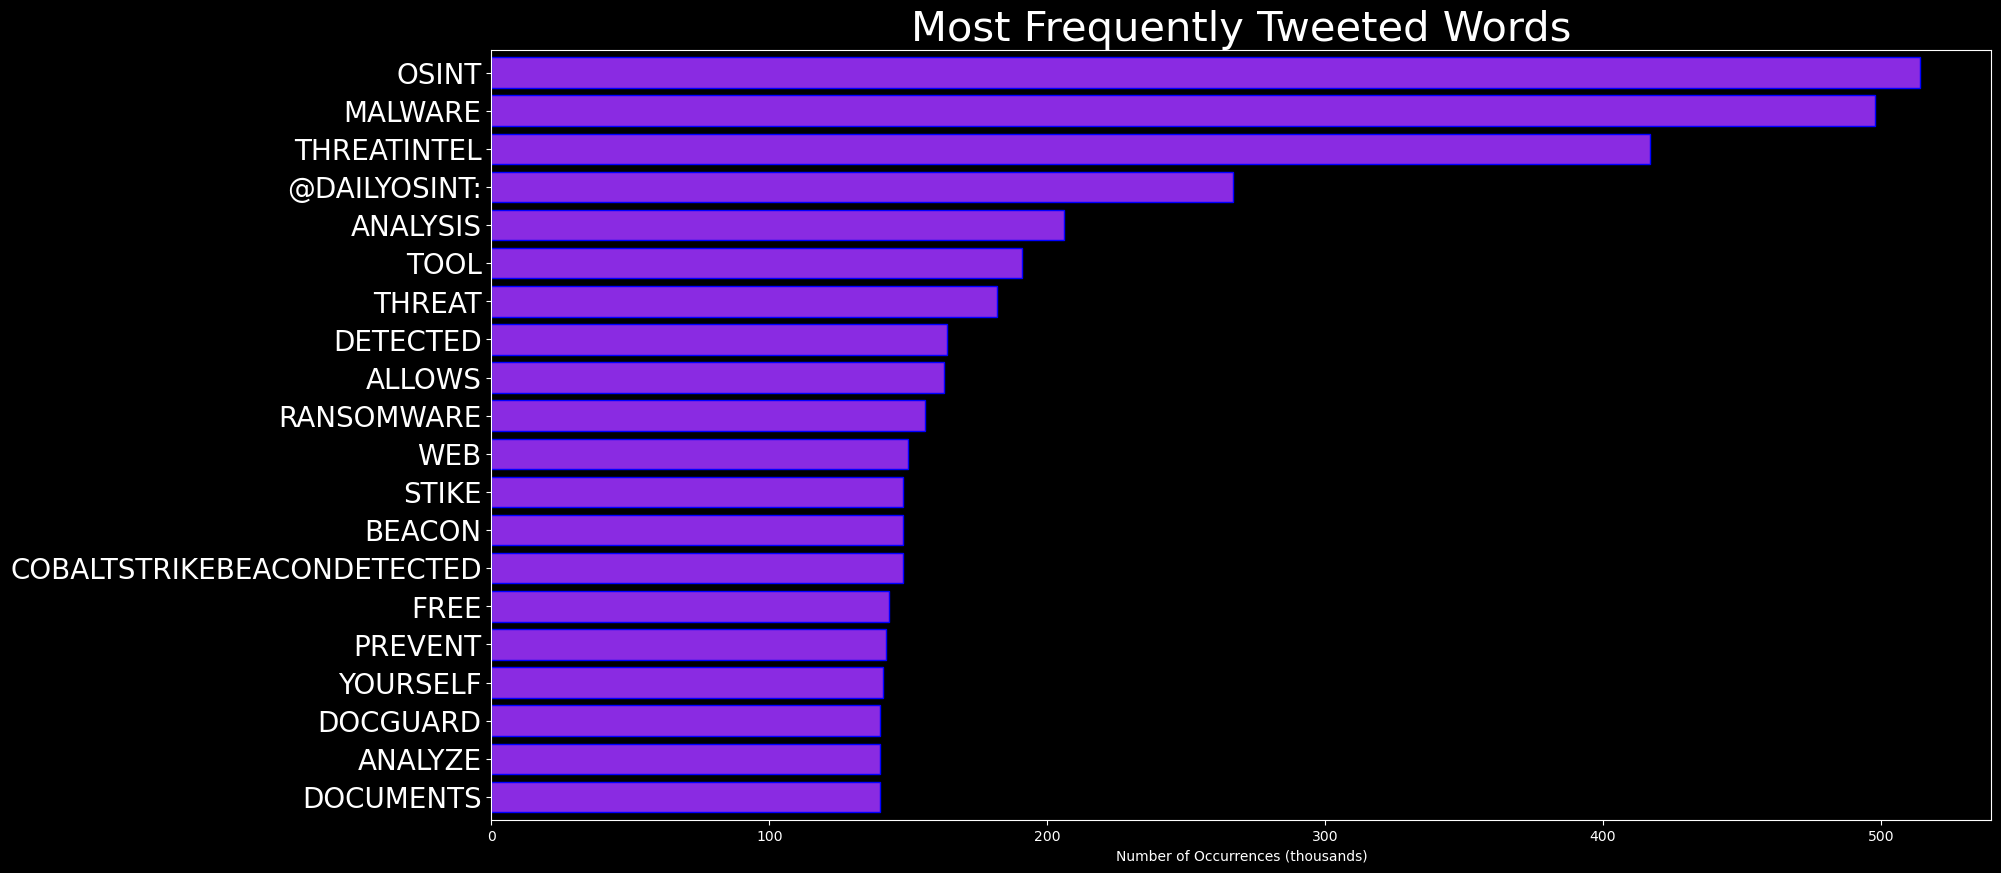 Most Frequently Tweeted Words
OSINT
MALWARE
THREATINTEL
@DAILYOSINT:
ANALYSIS
TOOL
THREAT
DETECTED
ALLOWS
RANSOMWARE
WEB
STIKE
BEACON
COBALTSTRIKEBEACONDETECTED
FREE
PREVENT
YOURSELF
DOCGUARD
ANALYZE
DOCUMENTS
0 100 200 300 400 500
Number of Occurrences (thousands)